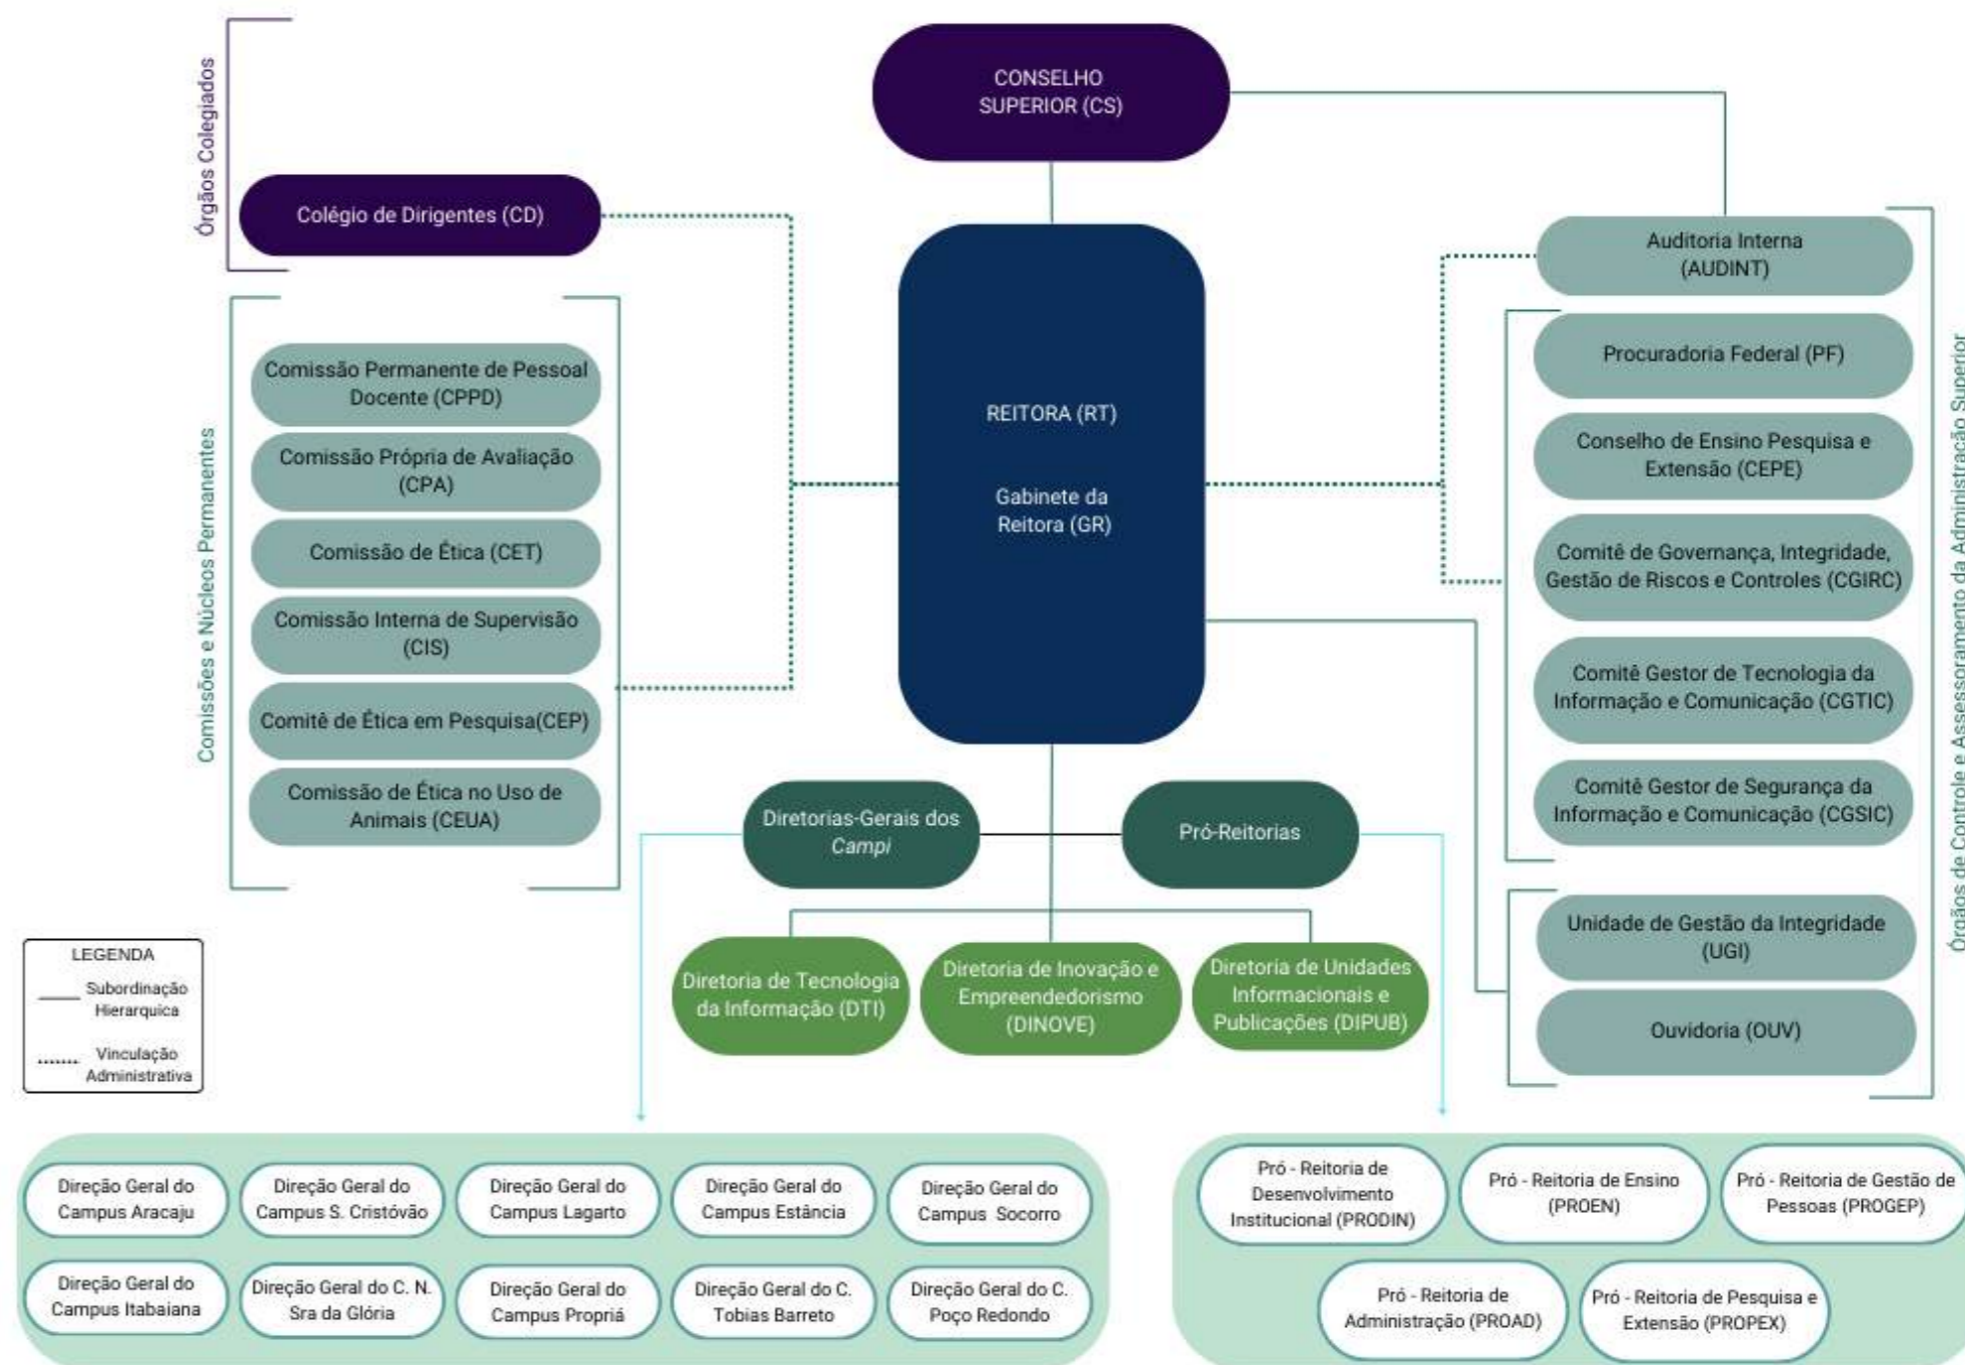 Órgãos Colegiados
CONSELHO
SUPERIOR (CS)
Colégio de Dirigentes (CD)
Comissões e Núcleos Permanentes
Comissão Permanente de Pessoal
Docente (CPPD)
Comissão Própria de Avaliação
(CPA)
Comissão de Ética (CET)
Comissão Interna de Supervisão
(CIS)
Comitê de Ética em Pesquisa(CEP)
Comissão de Ética no Uso de
Animais (CEUA)
REITORA (RT)
Gabinete da
Reitora (GR)
Auditoria Interna
(AUDINT)
Procuradoria Federal (PF)
Conselho de Ensino Pesquisa e
Extensão (CEPE)
Comitê de Governança, Integridade,
Gestão de Riscos e Controles (CGIRC)
Comitê Gestor de Tecnologia da
Informação e Comunicação (CGTIC)
Comitê Gestor de Segurança da
Informação e Comunicação (CGSIC)
Unidade de Gestão da Integridade
(UGI)
Ouvidoria (OUV)
Órgãos de Controle e Assessoramento da Administração Superior
Diretorias-Gerais dos
Campi
Pró-Reitorias
Diretoria de Tecnologia
da Informação (DTI)
Diretoria de Inovação e
Empreendedorismo
(DINOVE)
Diretoria de Unidades
Informacionais e
Publicações (DIPUB)
LEGENDA
Subordinação
Hierarquica
Vinculação
Administrativa
Direção Geral do
Campus Aracaju
Direção Geral do
Campus S. Cristóvão
Direção Geral do
Campus Lagarto
Direção Geral do
Campus Estância
Direção Geral do
Campus Socorro
Direção Geral do
Campus Itabaiana
Direção Geral do C. N.
Sra da Glória
Direção Geral do
Campus Propriá
Direção Geral do C.
Tobias Barreto
Direção Geral do C.
Poço Redondo
Pró - Reitoria de
Desenvolvimento
Institucional (PRODIN)
Pró - Reitoria de Ensino
(PROEN)
Pró - Reitoria de Gestão de
Pessoas (PROGEP)
Pró - Reitoria de
Administração (PROAD)
Pró - Reitoria de Pesquisa e
Extensão (PROPEX)